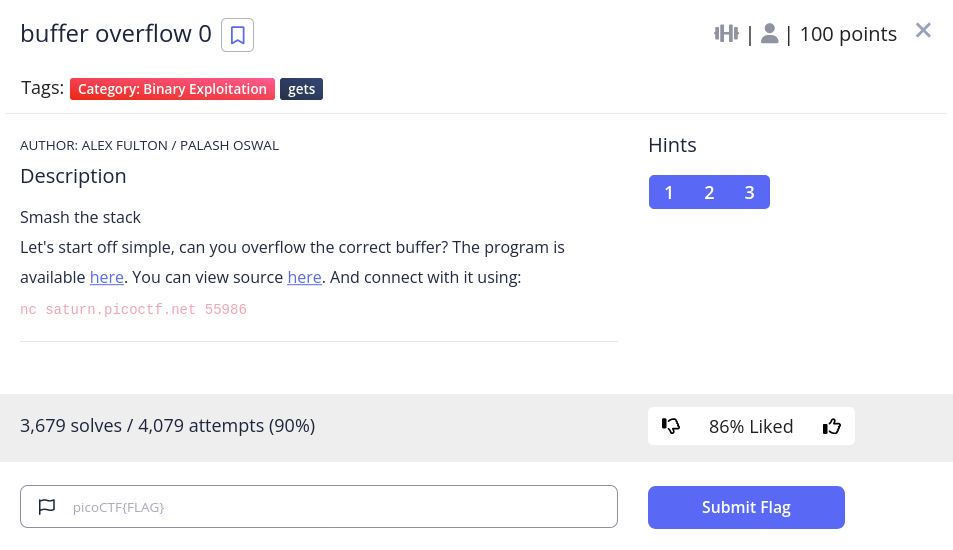 buffer overflow 0
| | 100 points
Tags: Category: Binary Exploitation gets
AUTHOR: ALEX FULTON / PALASH OSWAL
Description
Smash the stack
Let's start off simple, can you overflow the correct buffer? The program is
available here. You can view source here. And connect with it using:
nc saturn.picoctf.net 55986
Hints
1 2 3
3,679 solves / 4,079 attempts (90%)
86% Liked
picoCTF{FLAG}
Submit Flag